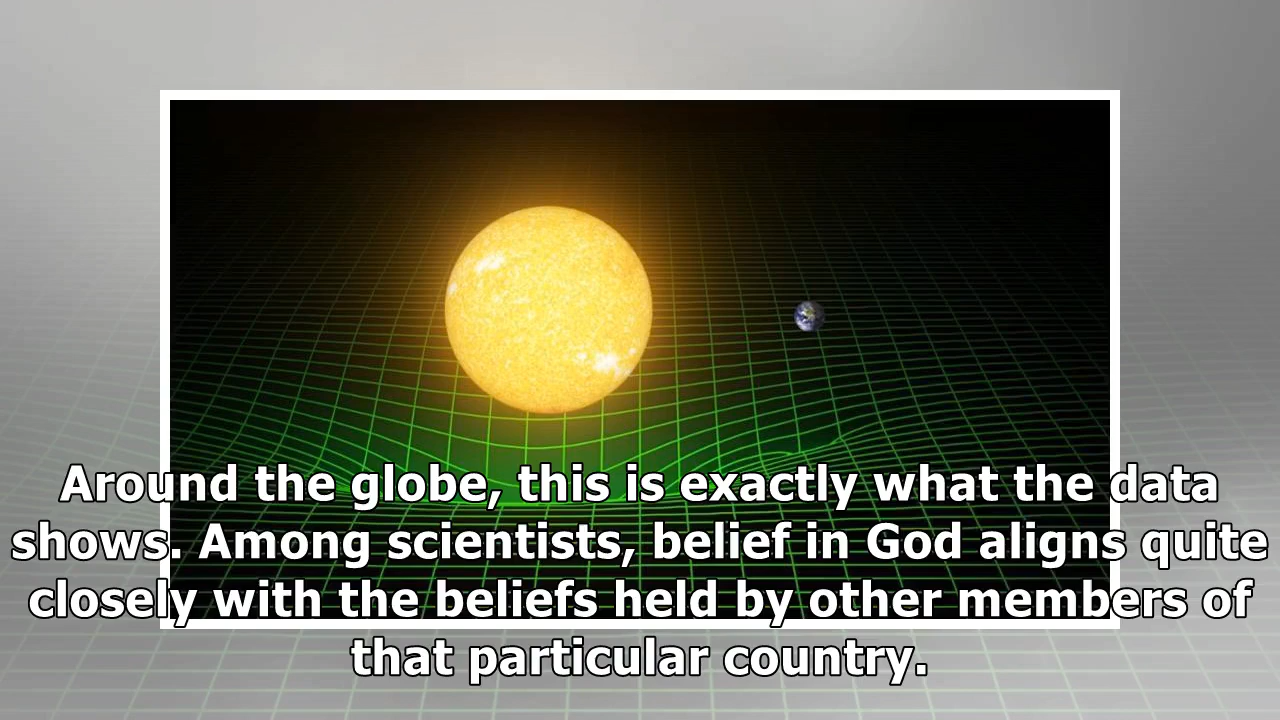 Around the globe, this is exactly what the data
shows. Among scientists, belief in God aligns quite
closely with the beliefs held by other members of
that particular country.